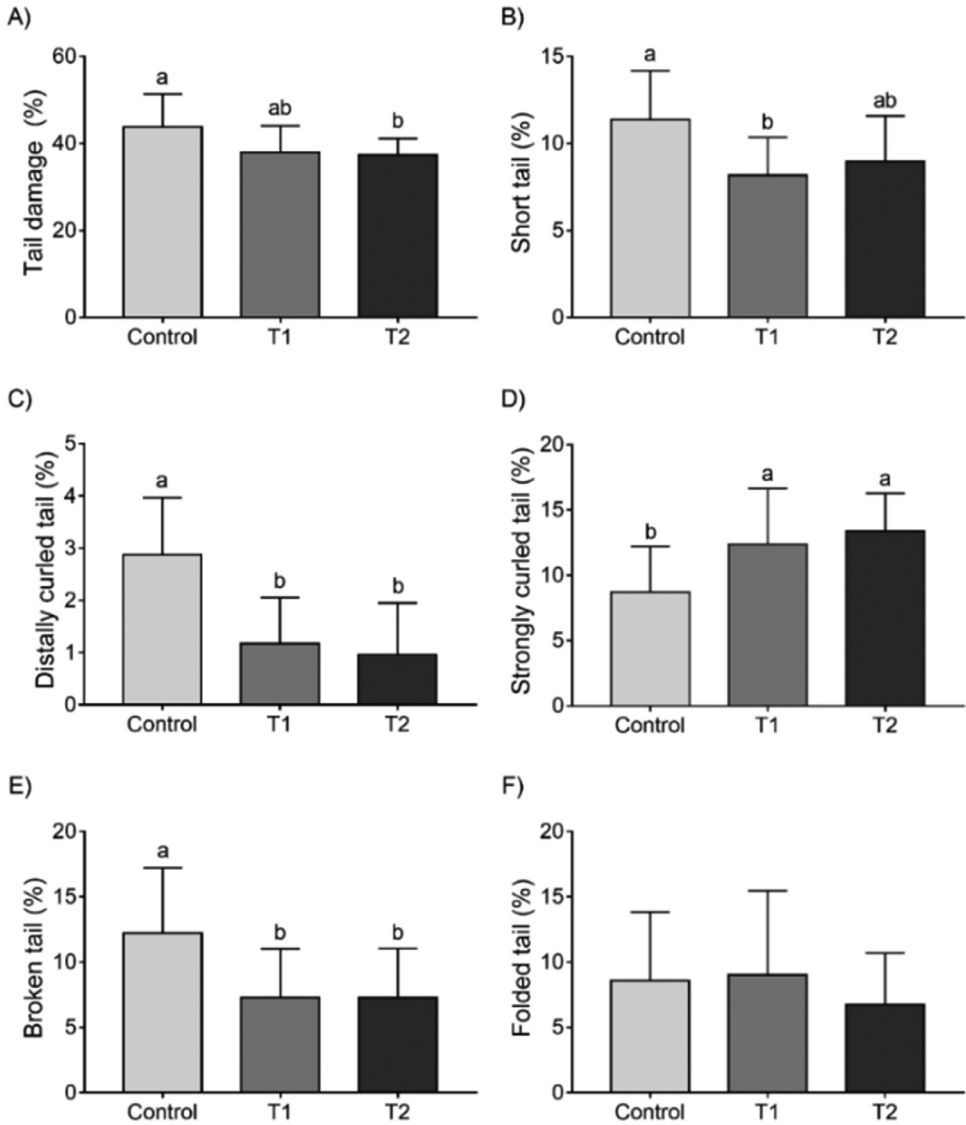 A)
Tail damage (%)
60
40
20
0
a
ab
b
Control T1 T2
B)
Short tail (%)
15
10
5
0
a
b
ab
Control T1 T2
C)
Distally curled tail (%)
5
4
3
2
1
0
a
b
b
Control T1 T2
D)
Strongly curled tail (%)
20
15
10
5
0
b
a
a
Control T1 T2
E)
Broken tail (%)
20
15
10
5
0
a
b
b
Control T1 T2
F)
Folded tail (%)
20
15
10
5
0
Control T1 T2